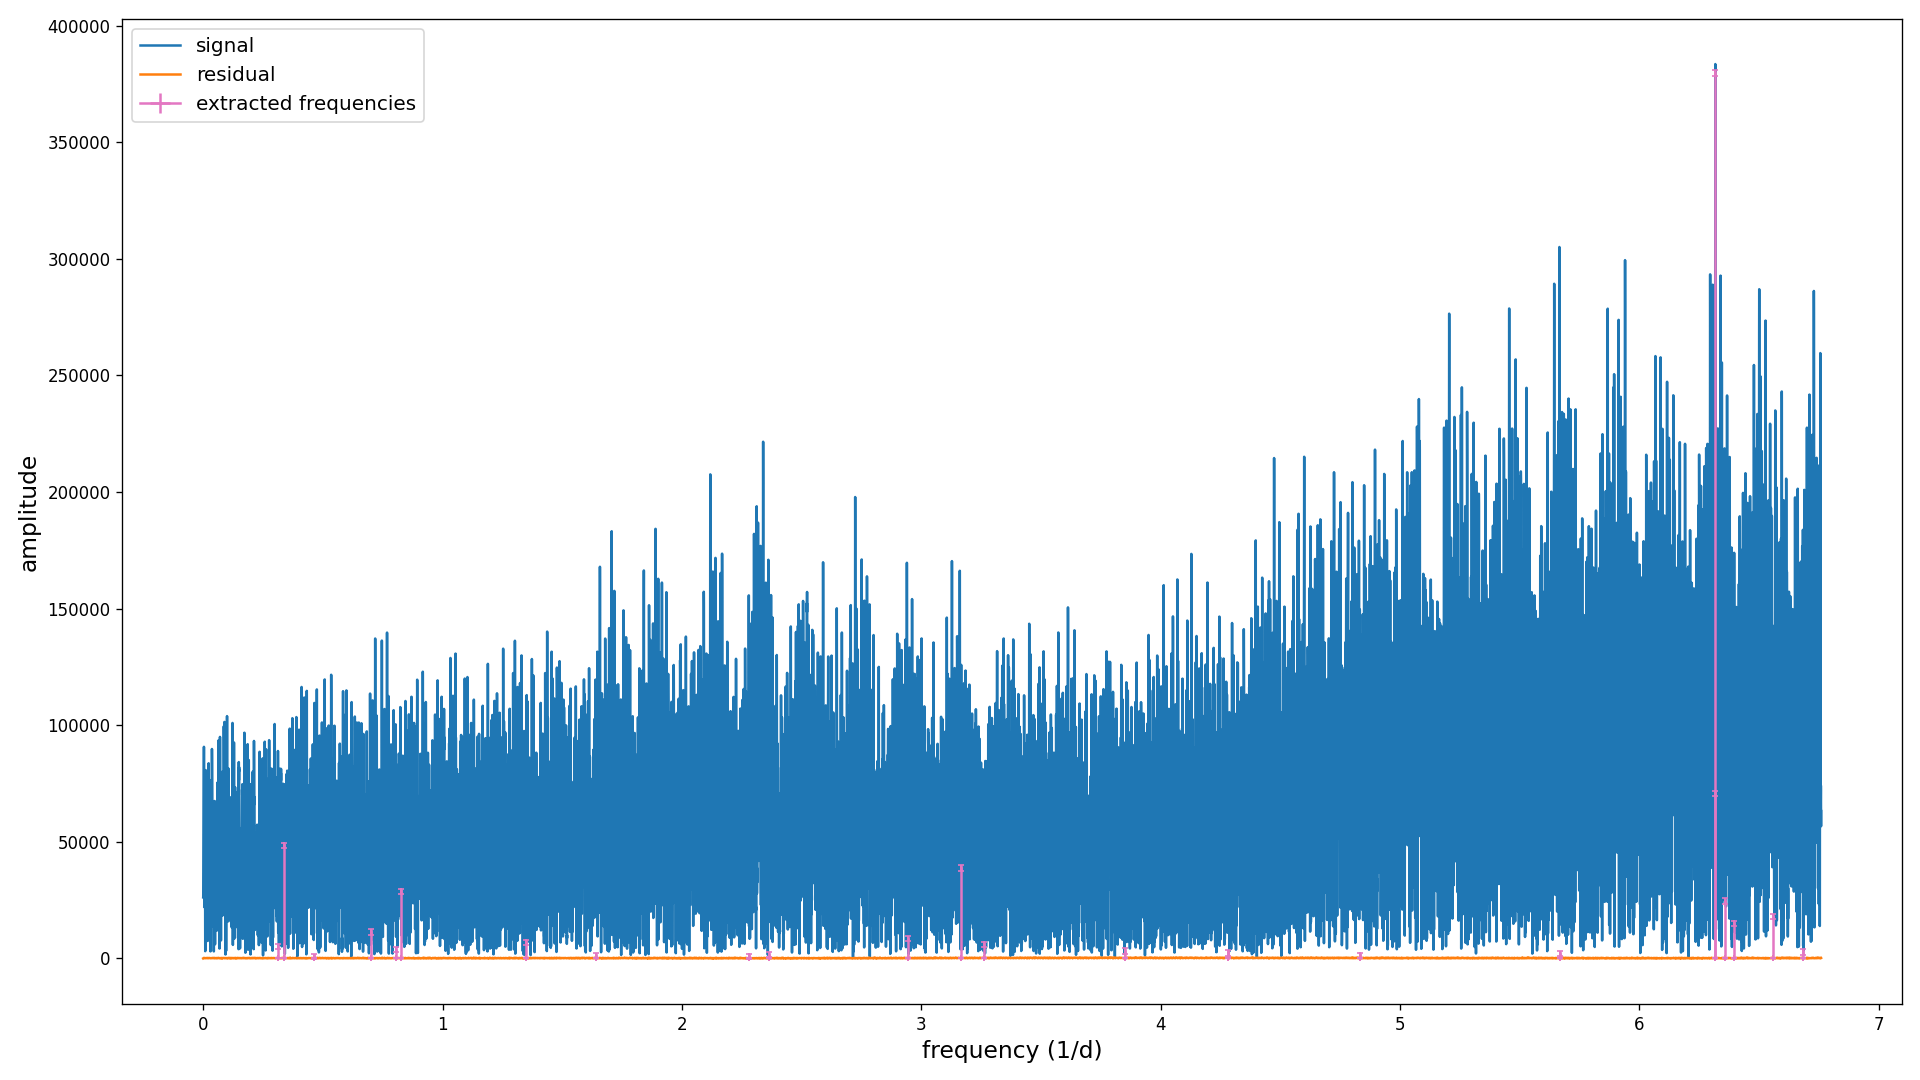 signal
residual
extracted frequencies
400000
350000
300000
250000
200000
150000
100000
50000
0
amplitude
0 1 2 3 4 5 6 7
frequency (1/d)